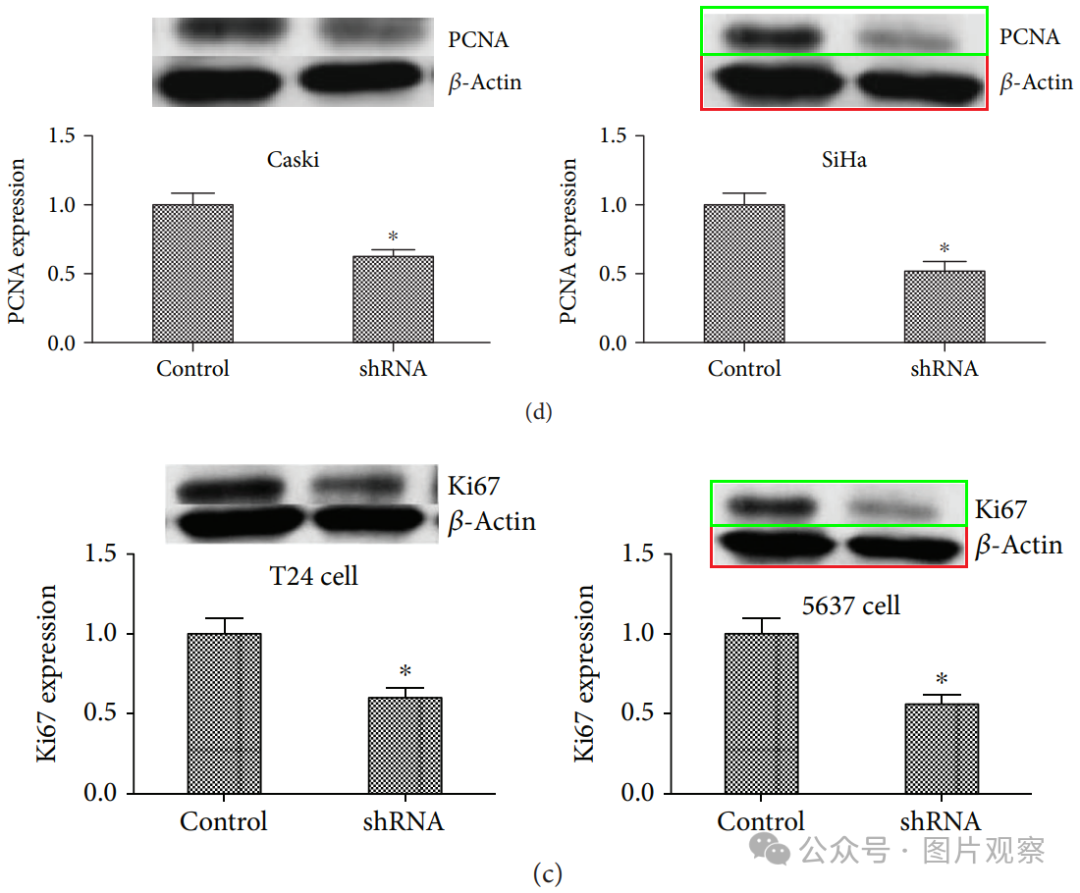 PCNA
β-Actin
PCNA
β-Actin
1.5
1.0
0.5
0.0
PCNA expression
Caski
*
Control
shRNA
1.5
1.0
0.5
0.0
PCNA expression
SiHa
*
Control
shRNA
(d)
Ki67
β-Actin
Ki67
β-Actin
1.5
1.0
0.5
0.0
Ki67 expression
T24 cell
*
Control
shRNA
1.5
1.0
0.5
0.0
Ki67 expression
5637 cell
*
Control
shRNA
公众号 · 图片观察
(c)